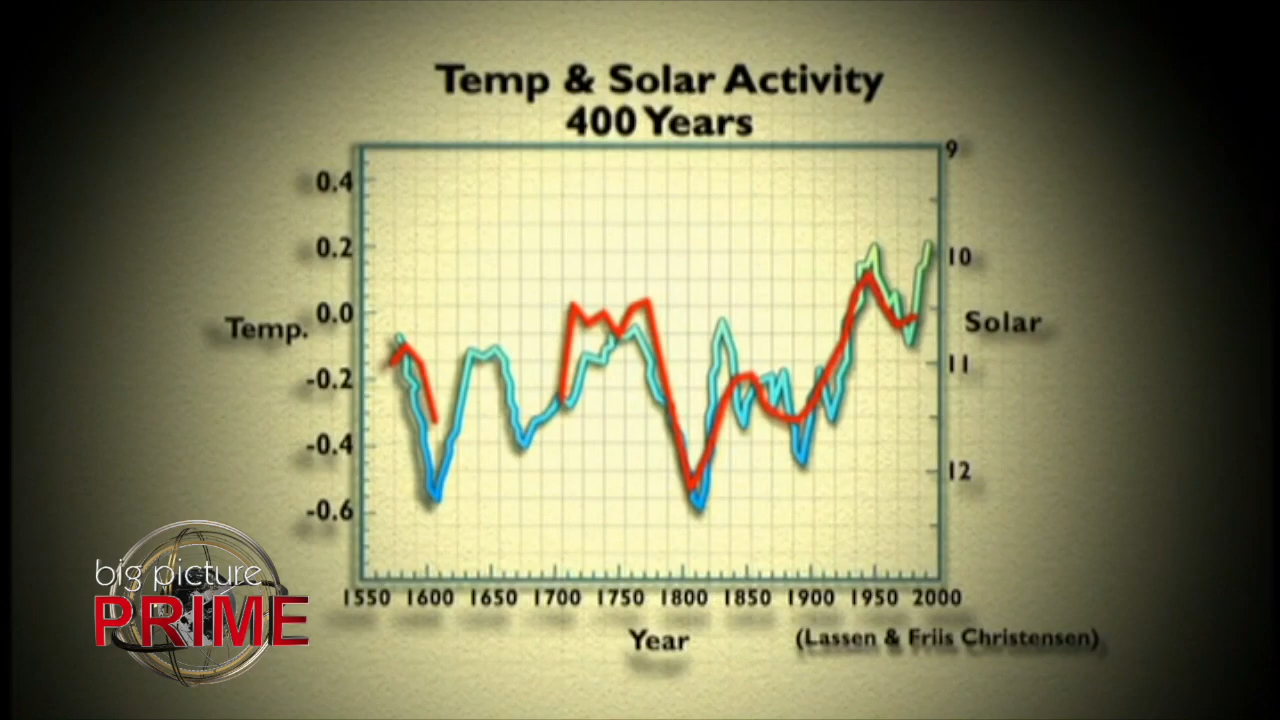 Temp & Solar Activity
400 Years
0.4
0.2
0.0
-0.2
-0.4
-0.6
Temp.
9
10
11
12
Solar
1550 1600 1650 1700 1750 1800 1850 1900 1950 2000
Year
(Lassen & Friis Christensen)
big picture
PRIME